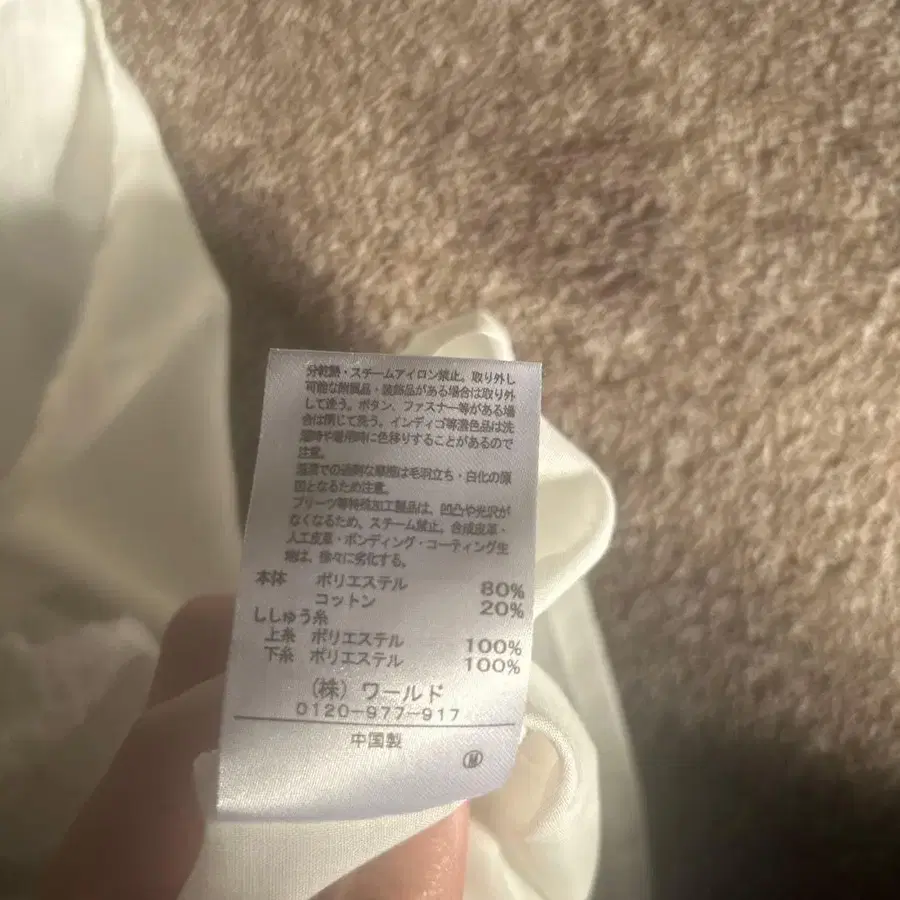 分乾燥・スチームアイロン禁止。取り外し
可能な附属品・装飾品がある場合は取り外
して洗う。ボタン、ファスナー等がある場
合は閉じて洗う。インディゴ等濃色品は洗
濯時や着用時に色移りすることがあるので
注意。
湿潤での過剰な摩擦は毛羽立ち・白化の原
因となるため注意。
プリーツ等特殊加工製品は、凹凸や光沢が
なくなるため、スチーム禁止。合成皮革・
人工皮革・ボンディング・コーティング生
地は、徐々に劣化する。
本体 ポリエステル 80%
コットン 20%
ししゅう糸
上糸 ポリエステル 100%
下糸 ポリエステル 100%
(株) ワールド
0120-977-917
中国製
M